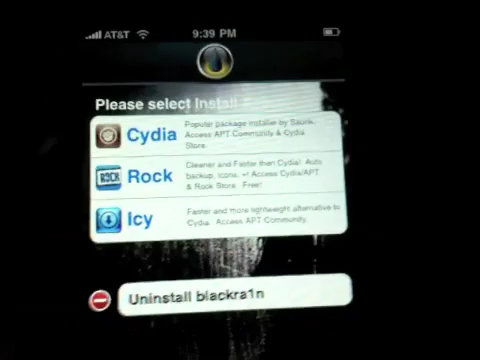 AT&T 9:39 PM
Please select Install
Cydia
Popular package installer by Saurik.
Access APT Community & Cydia
Store.
Rock
ROCK
Cleaner and Faster than Cydia! Auto
backup, icons, Access Cydia/APT
& Rock Store. Free!
Icy
Faster and more lightweight alternative to
Cydia. Access APT Community.
Uninstall blackra1n